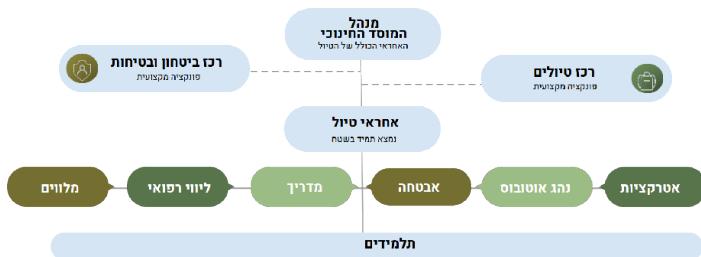 מנהל
המוסד החינוכי
האחראי הכולל של הטיול
רכז טיולים
פונקציה מקצועית
רכז ביטחון ובטיחות
פונקציה מקצועית
אחראי טיול
נמצא תמיד בשטח
אטרקציות
נהג אוטובוס
אבטחה
מדריך
ליווי רפואי
מלווים
תלמידים